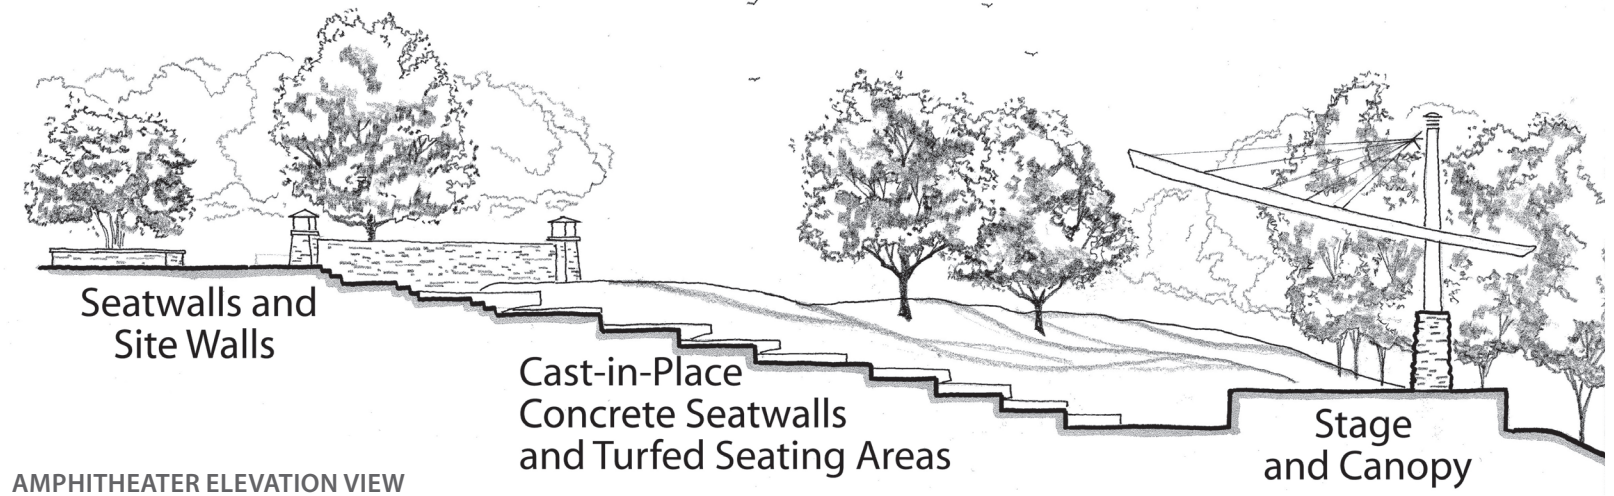 Seatwalls and
Site Walls
Cast-in-Place
Concrete Seatwalls
and Turfed Seating Areas
Stage
and Canopy
AMPHITHEATER ELEVATION VIEW